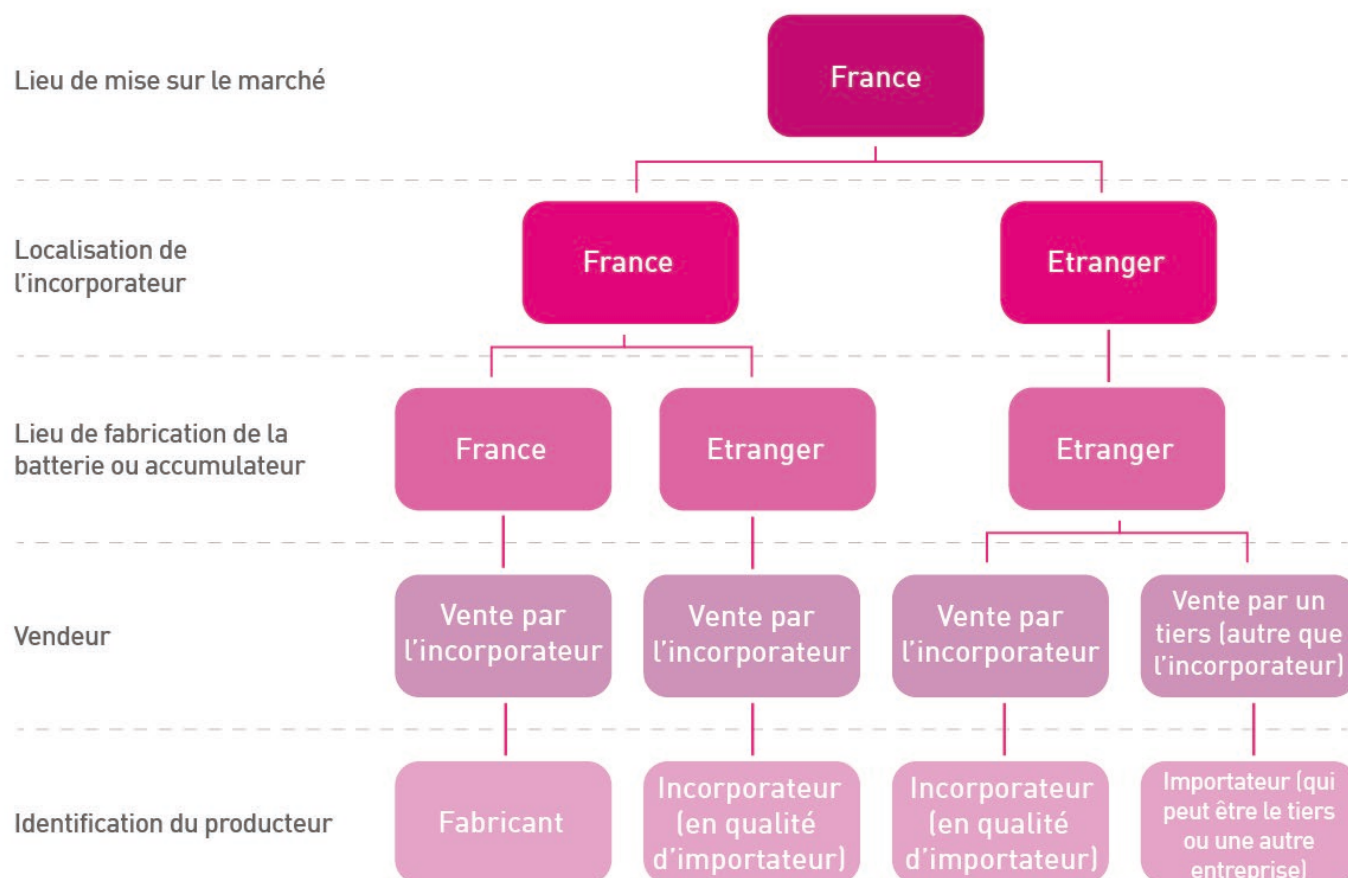 Lieu de mise sur le marché
France
Localisation de
l'incorporateur
France
Etranger
Lieu de fabrication de la
batterie ou accumulateur
France
Etranger
Etranger
Vendeur
Vente par
l'incorporateur
Vente par
l'incorporateur
Vente par
l'incorporateur
Vente par un
tiers (autre que
l'incorporateur)
Identification du producteur
Fabricant
Incorporateur
(en qualité
d'importateur)
Incorporateur
(en qualité
d'importateur)
Importateur (qui
peut être le tiers
ou une autre
entreprise)